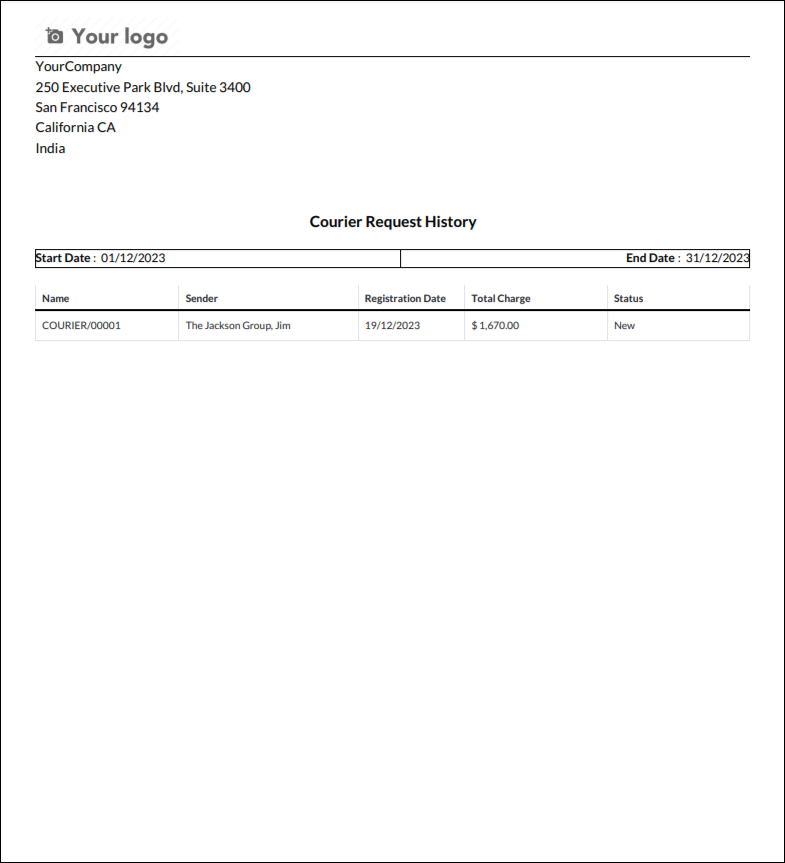 Your logo
YourCompany
250 Executive Park Blvd, Suite 3400
San Francisco 94134
California CA
India
Courier Request History
Start Date : 01/12/2023 End Date : 31/12/2023
Name Sender Registration Date Total Charge Status
COURIER/00001 The Jackson Group, Jim 19/12/2023 $ 1,670.00 New